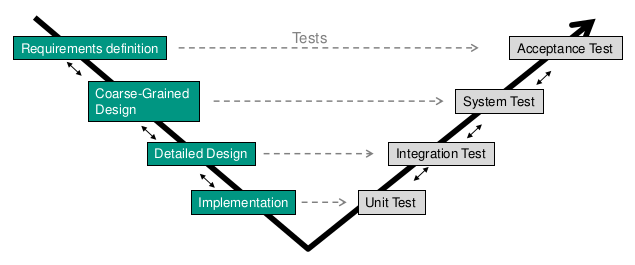 Requirements definition
Tests
Acceptance Test
Coarse-Grained
Design
System Test
Detailed Design
Integration Test
Implementation
Unit Test